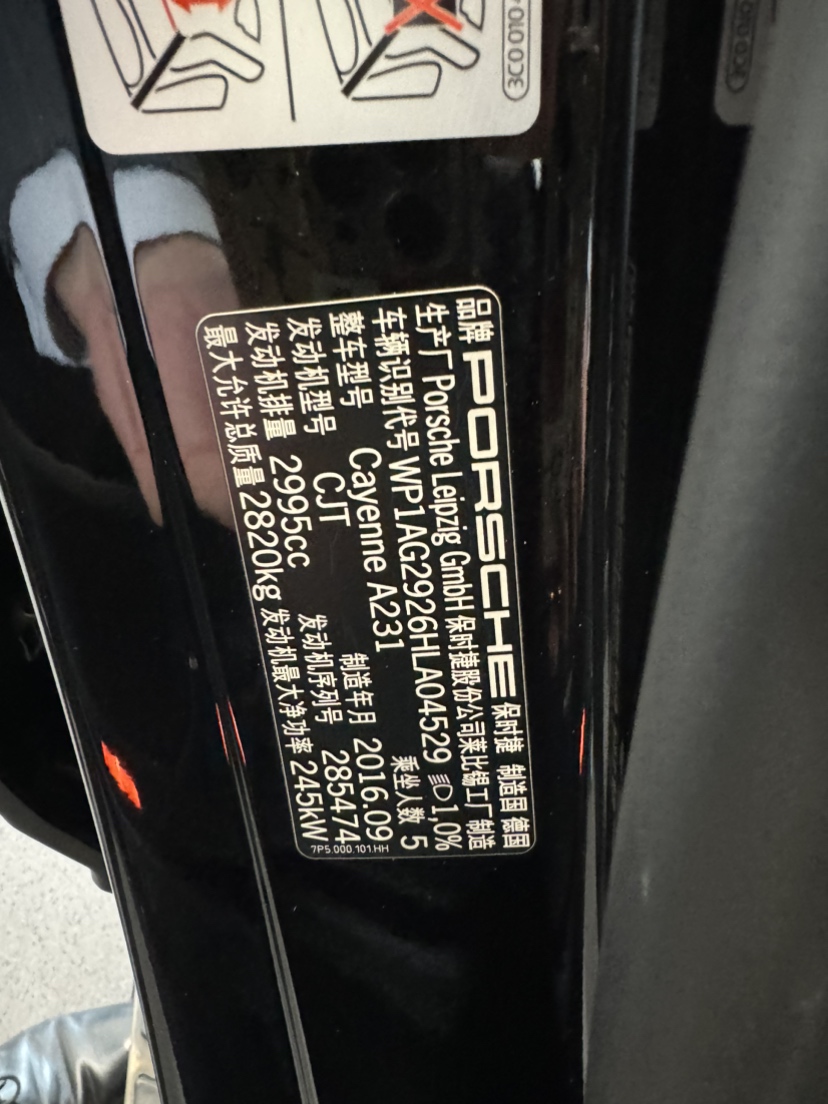 品牌 PORSCHE 保时捷 制造国 德国
生产厂 Porsche Leipzig GmbH 保时捷股份公司莱比锡工厂 制造
车辆识别代号 WP1AG2926HLA04529 1,0%
整车型号 Cayenne A231 乘坐人数 5
发动机型号 CJT 制造年月 2016.09
发动机排量 2995cc 发动机序列号 285474
最大允许总质量 2820kg 发动机最大净功率 245kW
7P5.000.101.HH